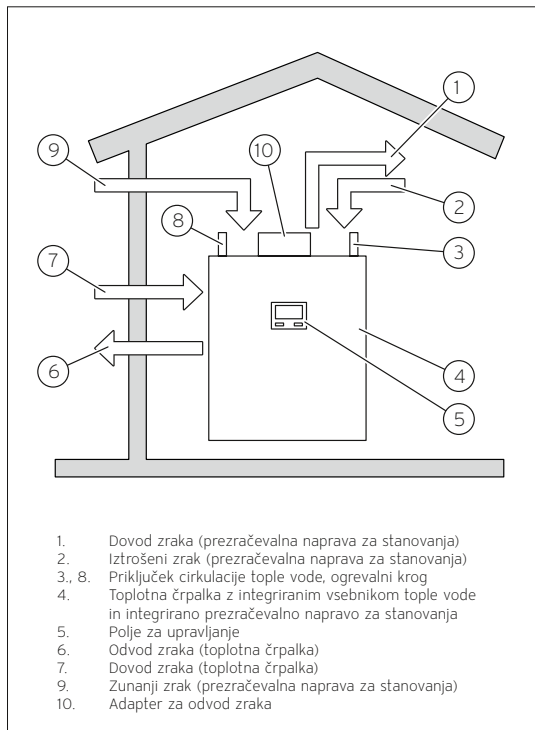 1
9
10
2
8
3
7
6
4
5
1. Dovod zraka (prezračevalna naprava za stanovanja)
2. Iztrošeni zrak (prezračevalna naprava za stanovanja)
3., 8. Priključek cirkulacije tople vode, ogrevalni krog
4. Toplotna črpalka z integriranim vsebnikom tople vode
in integrirano prezračevalno napravo za stanovanja
5. Polje za upravljanje
6. Odvod zraka (toplotna črpalka)
7. Dovod zraka (toplotna črpalka)
9. Zunanji zrak (prezračevalna naprava za stanovanja)
10. Adapter za odvod zraka